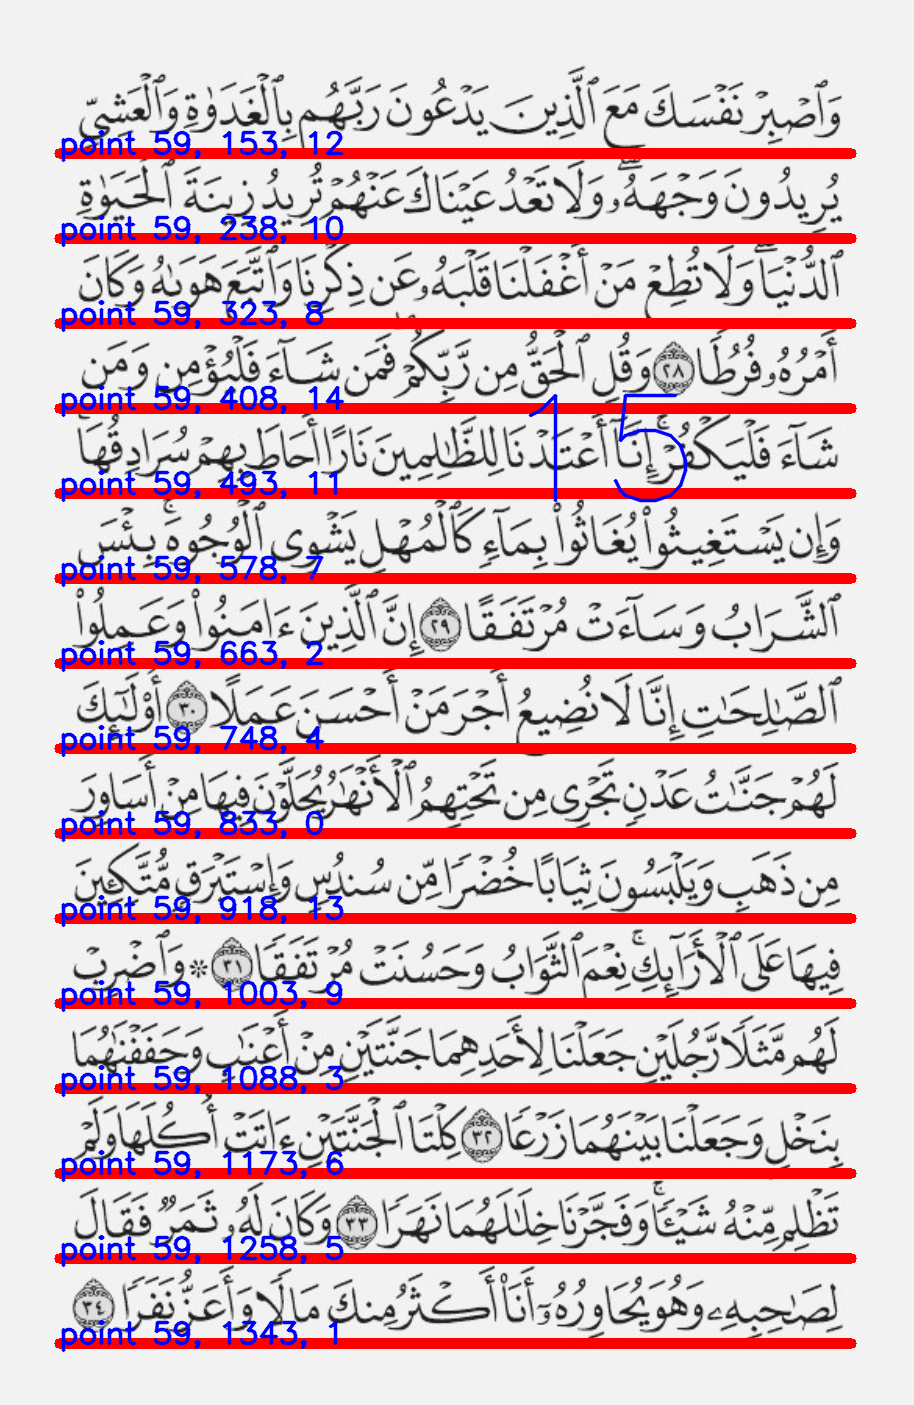 وَٱصْبِرْ نَفْسَكَ مَعَ ٱلَّذِينَ يَدْعُونَ رَبَّهُم بِٱلْغَدَوٰةِ وَٱلْعَشِيِّ
point 59, 153, 12
يُرِيدُونَ وَجْهَهُۥۖ وَلَا تَعْدُ عَيْنَاكَ عَنْهُمْ تُرِيدُ زِينَةَ ٱلْحَيَوٰةِ
point 59, 238, 10
ٱلدُّنْيَاۖ وَلَا تُطِعْ مَنْ أَغْفَلْنَا قَلْبَهُۥ عَن ذِكْرِنَا وَٱتَّبَعَ هَوَىٰهُ وَكَانَ
point 59, 323, 8
أَمْرُهُۥ فُرُطًا ٢٨ وَقُلِ ٱلْحَقُّ مِن رَّبِّكُمْۖ فَمَن شَآءَ فَلْيُؤْمِن وَمَن
point 59, 408, 14
15
شَآءَ فَلْيَكْفُرْۚ إِنَّآ أَعْتَدْنَا لِلظَّٰلِمِينَ نَارًا أَحَاطَ بِهِمْ سُرَادِقُهَاۚ
point 59, 493, 11
وَإِن يَسْتَغِيثُوا۟ يُغَاثُوا۟ بِمَآءٍ كَٱلْمُهْلِ يَشْوِى ٱلْوُجُوهَۚ بِئْسَ
point 59, 578, 7
ٱلشَّرَابُ وَسَآءَتْ مُرْتَفَقًا ٢٩ إِنَّ ٱلَّذِينَ ءَامَنُوا۟ وَعَمِلُوا۟
point 59, 663, 2
ٱلصَّٰلِحَٰتِ إِنَّا لَا نُضِيعُ أَجْرَ مَنْ أَحْسَنَ عَمَلًا ٣٠ أُو۟لَٰٓئِكَ
point 59, 748, 4
لَهُمْ جَنَّٰتُ عَدْنٍ تَجْرِى مِن تَحْتِهِمُ ٱلْأَنْهَٰرُ يُحَلَّوْنَ فِيهَا مِنْ أَسَاوِرَ
point 59, 833, 0
مِن ذَهَبٍ وَيَلْبَسُونَ ثِيَابًا خُضْرًا مِّن سُندُسٍ وَإِسْتَبْرَقٍ مُّتَّكِـِٔينَ
point 59, 918, 13
فِيهَا عَلَى ٱلْأَرَآئِكِۚ نِعْمَ ٱلثَّوَابُ وَحَسُنَتْ مُرْتَفَقًا ٣١ ۞ وَٱضْرِبْ
point 59, 1003, 9
لَهُم مَّثَلًا رَّجُلَيْنِ جَعَلْنَا لِأَحَدِهِمَا جَنَّتَيْنِ مِنْ أَعْنَٰبٍ وَحَفَفْنَٰهُمَا
point 59, 1088, 3
بِنَخْلٍ وَجَعَلْنَا بَيْنَهُمَا زَرْعًا ٣٢ كِلْتَا ٱلْجَنَّتَيْنِ ءَاتَتْ أُكُلَهَا وَلَمْ
point 59, 1173, 6
تَظْلِم مِّنْهُ شَيْـًٔاۚ وَفَجَّرْنَا خِلَٰلَهُمَا نَهَرًا ٣٣ وَكَانَ لَهُۥ ثَمَرٌ فَقَالَ
point 59, 1258, 5
لِصَٰحِبِهِۦ وَهُوَ يُحَاوِرُهُۥٓ أَنَا۠ أَكْثَرُ مِنكَ مَالًا وَأَعَزُّ نَفَرًا ٣٤
point 59, 1343, 1